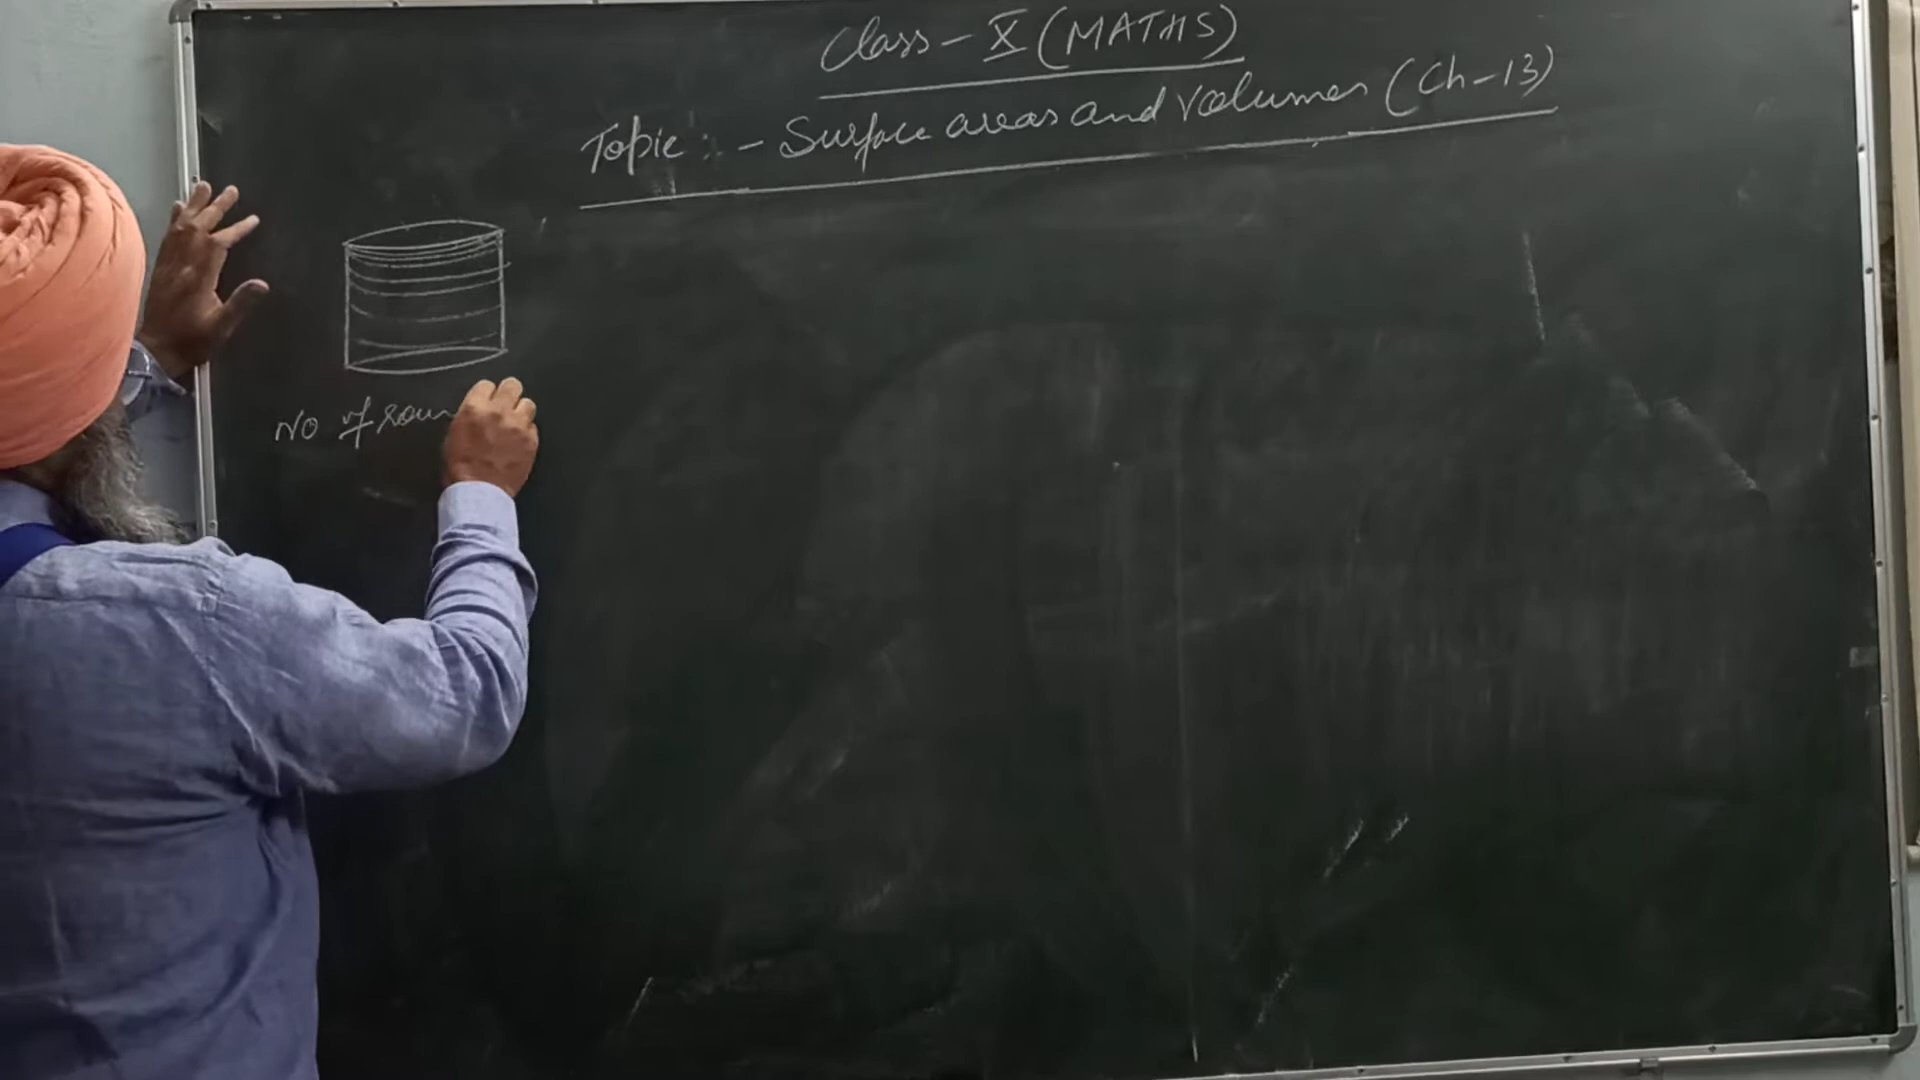 Class - X (MATHS)
Topic : - Surface areas and volumes (Ch-13)
No of roun